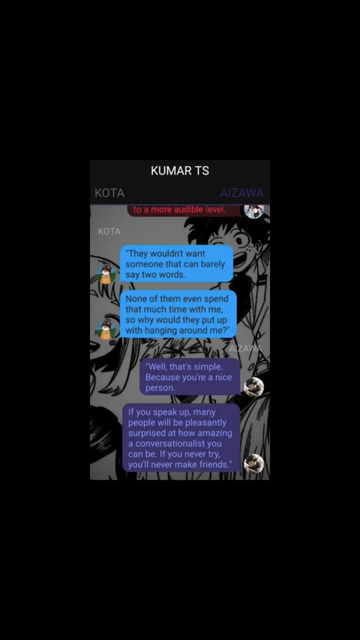 KUMAR TS
KOTA
AIZAWA
to a more audible level.
KOTA
"They wouldn't want
someone that can barely
say two words.
None of them even spend
that much time with me,
so why would they put up
with hanging around me?"
AIZAWA
"Well, that's simple.
Because you're a nice
person.
If you speak up, many
people will be pleasantly
surprised at how amazing
a conversationalist you
can be. If you never try,
you'll never make friends."